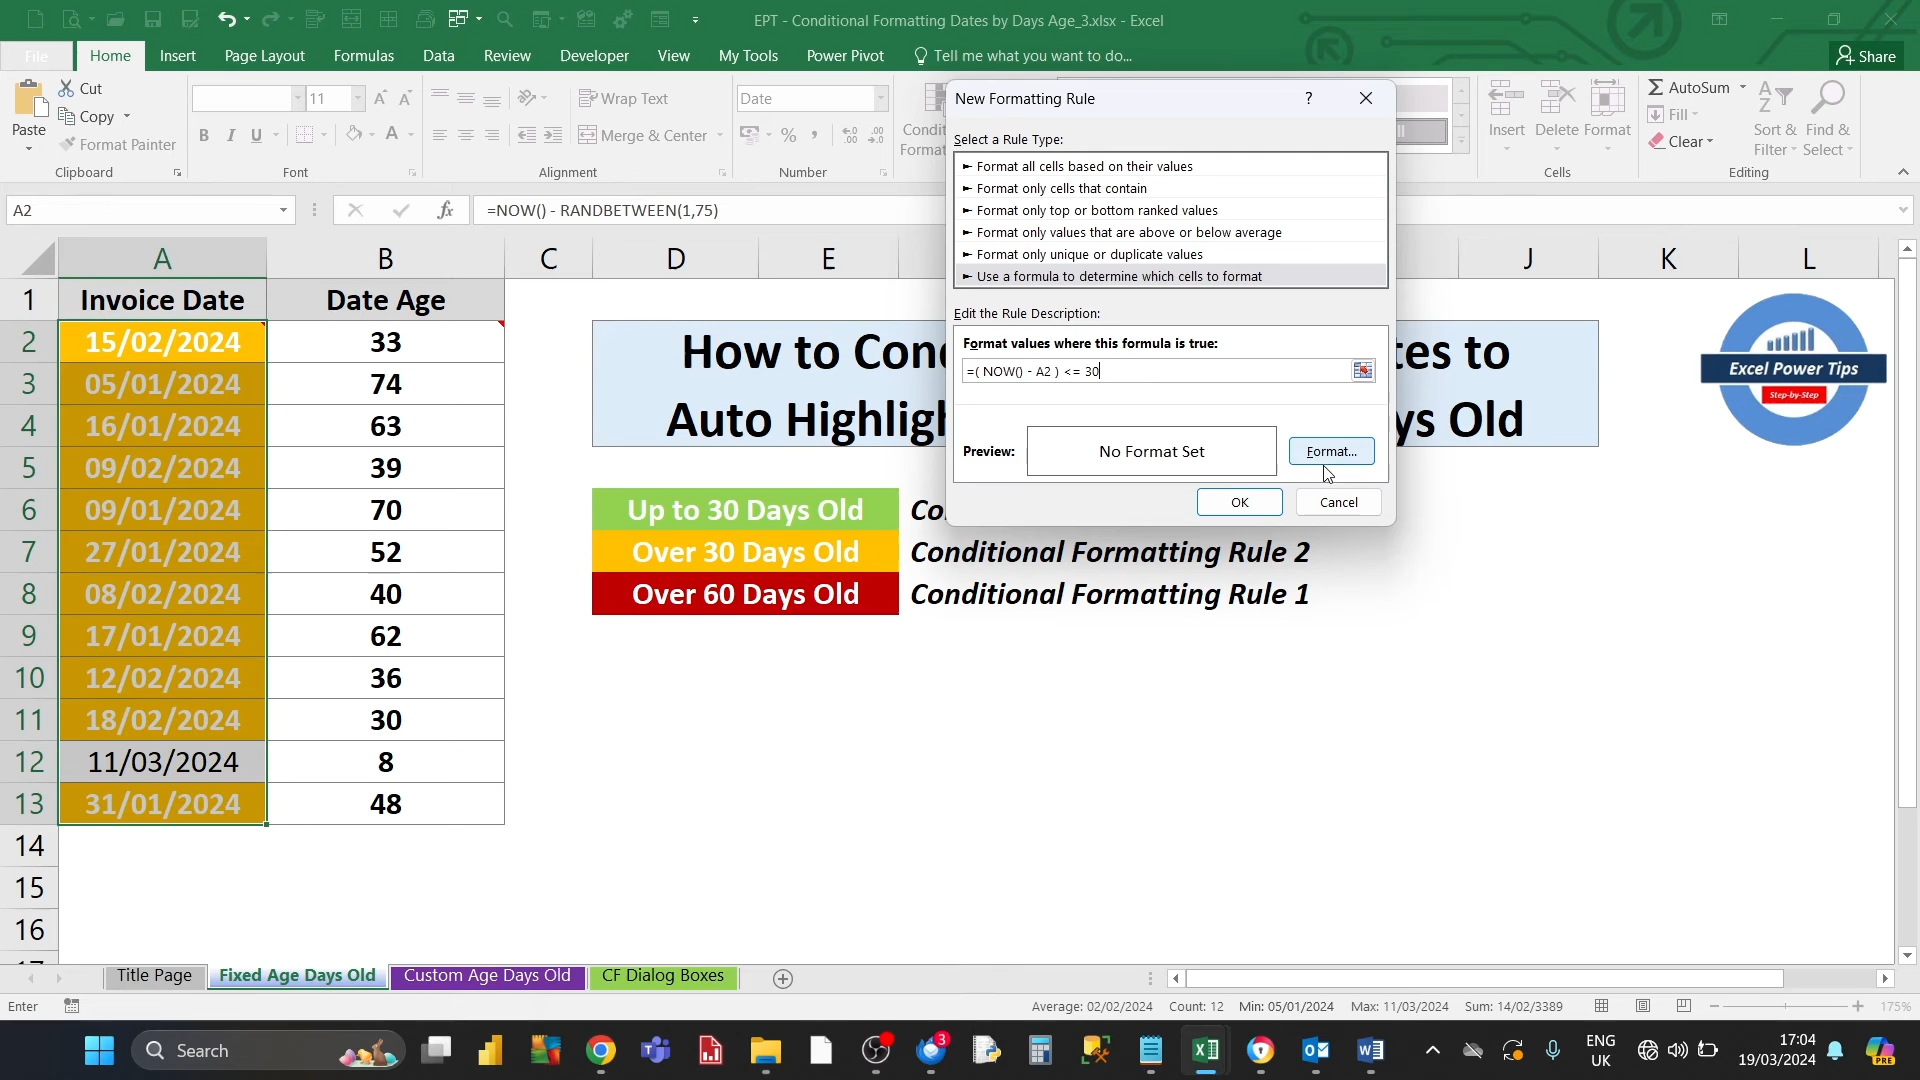 EPT - Conditional Formatting Dates by Days Age_3.xlsx - Excel
File Home Insert Page Layout Formulas Data Review Developer View My Tools Power Pivot Tell me what you want to do... Share
Paste
Cut
Copy
Format Painter
Clipboard
11
B I U
A
Font
Wrap Text
Merge & Center
Alignment
Date
%
Number
Condit
Format
Insert Delete Format
Cells
AutoSum
Fill
Clear
Sort & Filter
Find & Select
Editing
A2 fx =NOW() - RANDBETWEEN(1,75)
New Formatting Rule ?
Select a Rule Type:
► Format all cells based on their values
► Format only cells that contain
► Format only top or bottom ranked values
► Format only values that are above or below average
► Format only unique or duplicate values
► Use a formula to determine which cells to format
Edit the Rule Description:
Format values where this formula is true:
=( NOW() - A2 ) <= 30
Preview: No Format Set Format...
OK Cancel
A B C D E J K L
1 Invoice Date Date Age
2 15/02/2024 33
3 05/01/2024 74
4 16/01/2024 63
5 09/02/2024 39
6 09/01/2024 70
7 27/01/2024 52
8 08/02/2024 40
9 17/01/2024 62
10 12/02/2024 36
11 18/02/2024 30
12 11/03/2024 8
13 31/01/2024 48
14
15
16
How to Con tes to
Auto Highligh ys Old
Up to 30 Days Old Co
Over 30 Days Old Conditional Formatting Rule 2
Over 60 Days Old Conditional Formatting Rule 1
Excel Power Tips
Step-by-Step
Title Page Fixed Age Days Old Custom Age Days Old CF Dialog Boxes
Enter Average: 02/02/2024 Count: 12 Min: 05/01/2024 Max: 11/03/2024 Sum: 14/02/3389 175%
Search 3 ENG
UK
17:04
19/03/2024
PRE